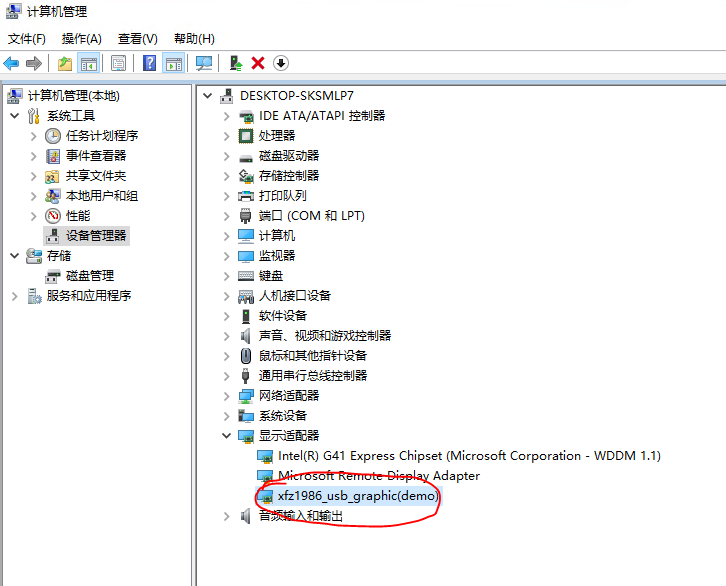 计算机管理
文件(F) 操作(A) 查看(V) 帮助(H)
计算机管理(本地)
系统工具
任务计划程序
事件查看器
共享文件夹
本地用户和组
性能
设备管理器
存储
磁盘管理
服务和应用程序
DESKTOP-SKSMLP7
IDE ATA/ATAPI 控制器
处理器
磁盘驱动器
存储控制器
打印队列
端口 (COM 和 LPT)
计算机
监视器
键盘
人机接口设备
软件设备
声音、视频和游戏控制器
鼠标和其他指针设备
通用串行总线控制器
网络适配器
系统设备
显示适配器
Intel(R) G41 Express Chipset (Microsoft Corporation - WDDM 1.1)
Microsoft Remote Display Adapter
xfz1986_usb_graphic(demo)
音频输入和输出